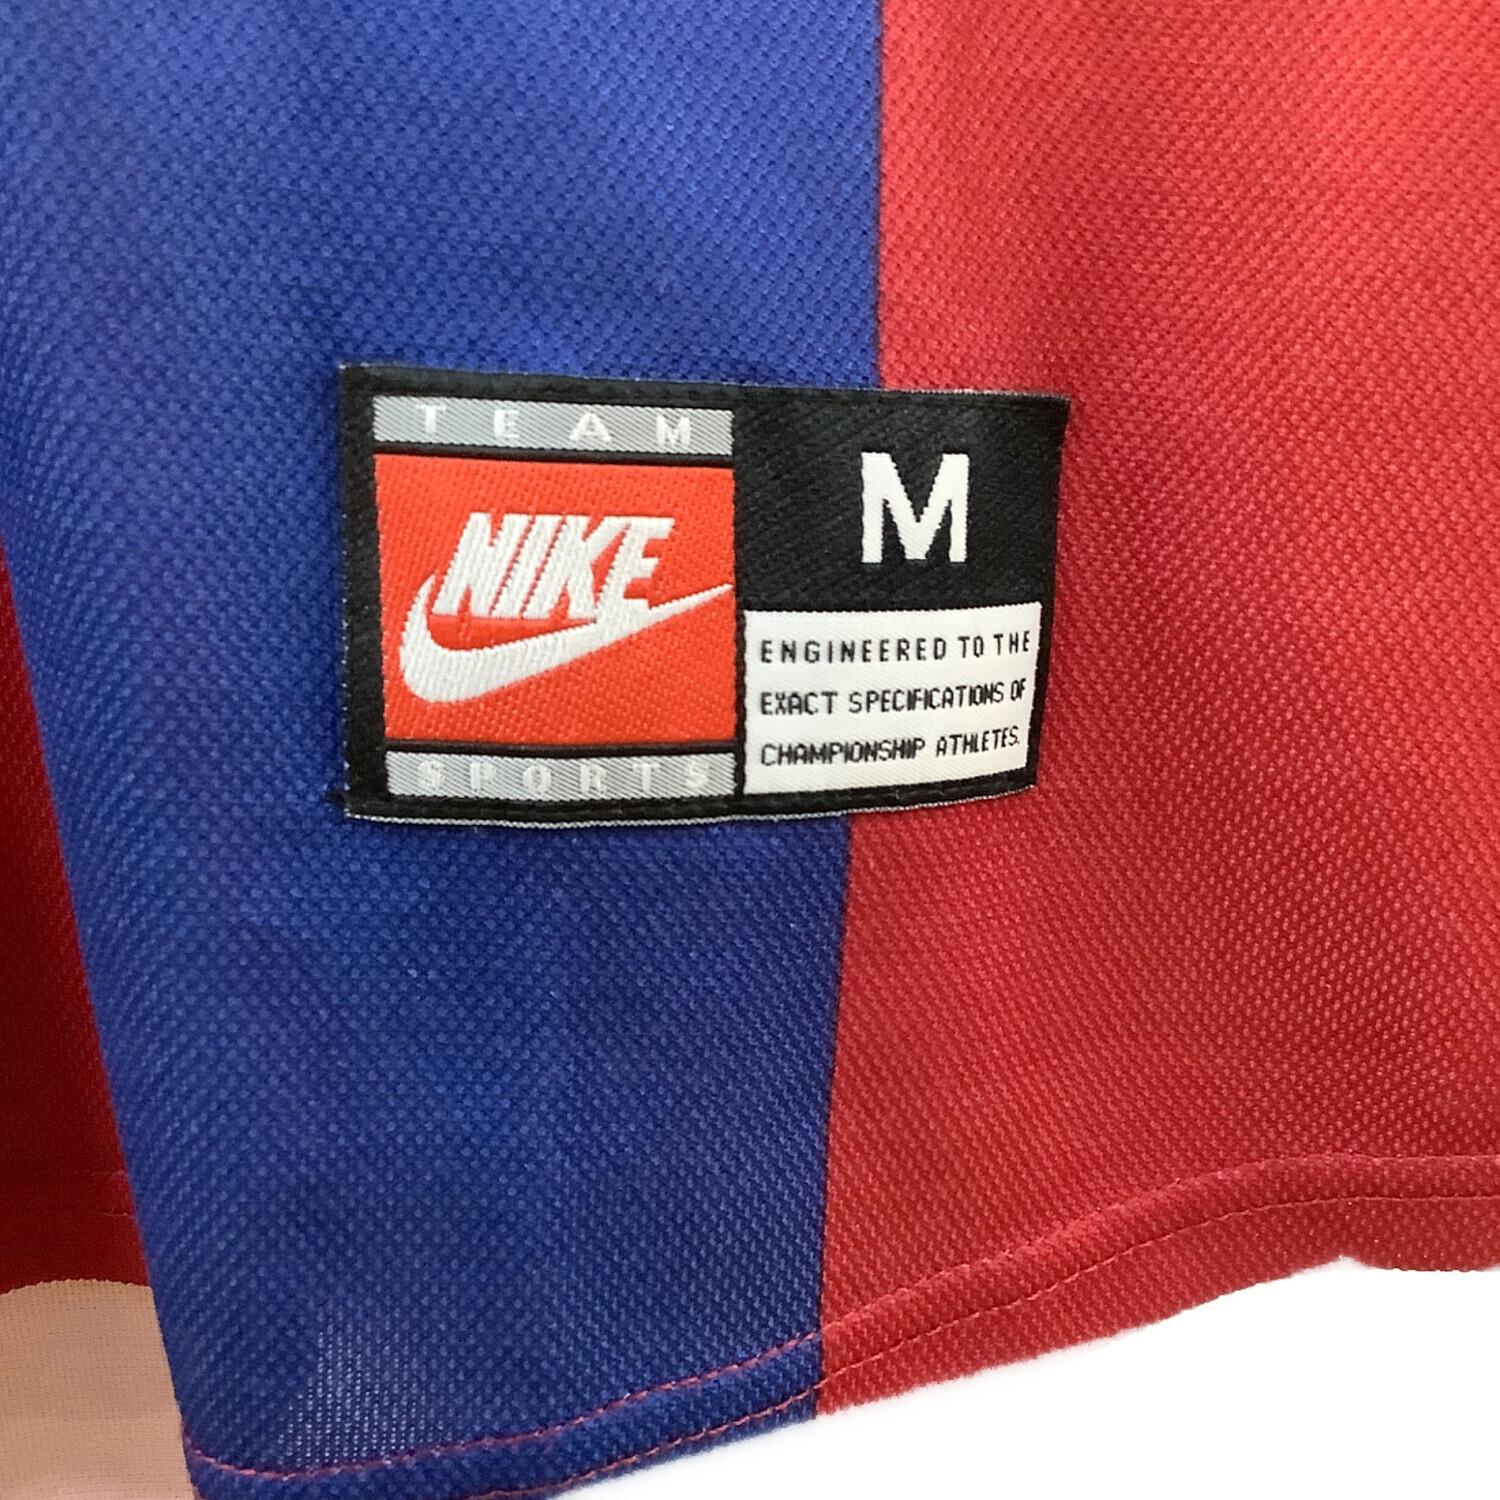 TEAM
NIKE
SPORTS
M
ENGINEERED TO THE
EXACT SPECIFICATIONS OF
CHAMPIONSHIP ATHLETES.